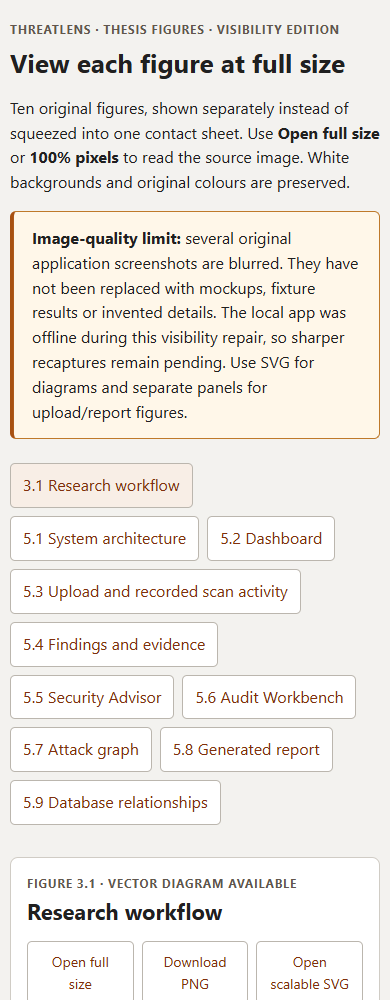 THREATLENS · THESIS FIGURES · VISIBILITY EDITION
View each figure at full size
Ten original figures, shown separately instead of
squeezed into one contact sheet. Use Open full size
or 100% pixels to read the source image. White
backgrounds and original colours are preserved.
Image-quality limit: several original
application screenshots are blurred. They have
not been replaced with mockups, fixture
results or invented details. The local app was
offline during this visibility repair, so sharper
recaptures remain pending. Use SVG for
diagrams and separate panels for
upload/report figures.
3.1 Research workflow
5.1 System architecture
5.2 Dashboard
5.3 Upload and recorded scan activity
5.4 Findings and evidence
5.5 Security Advisor
5.6 Audit Workbench
5.7 Attack graph
5.8 Generated report
5.9 Database relationships
FIGURE 3.1 · VECTOR DIAGRAM AVAILABLE
Research workflow
Open full
size
Download
PNG
Open
scalable SVG